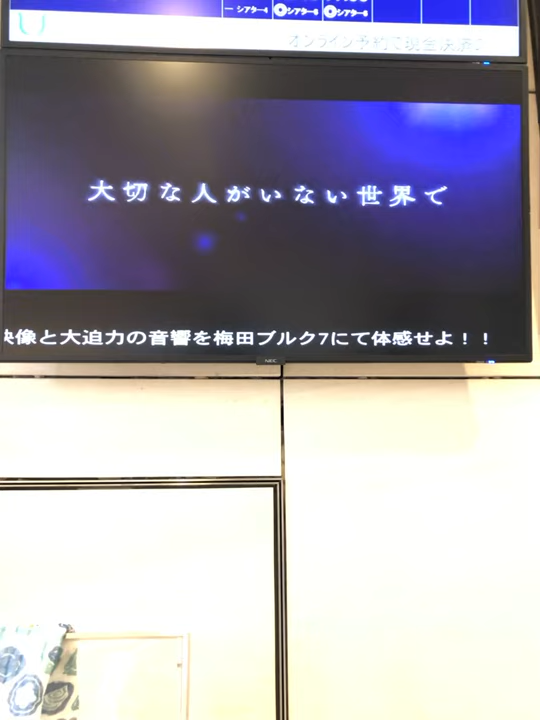 シアター4 シアター5 シアター6
オンライン予約で現金決済
大切な人がいない世界で
映像と大迫力の音響を梅田ブルク7にて体感せよ！！
NEC